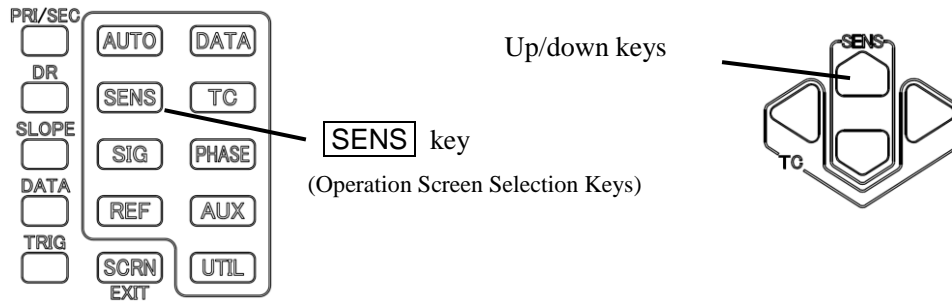 PRI/SEC
AUTO DATA
DR
SENS TC
SLOPE
SIG PHASE
DATA
REF AUX
TRIG
SCRN UTIL
EXIT
SENS key
(Operation Screen Selection Keys)
Up/down keys
SENS
TC